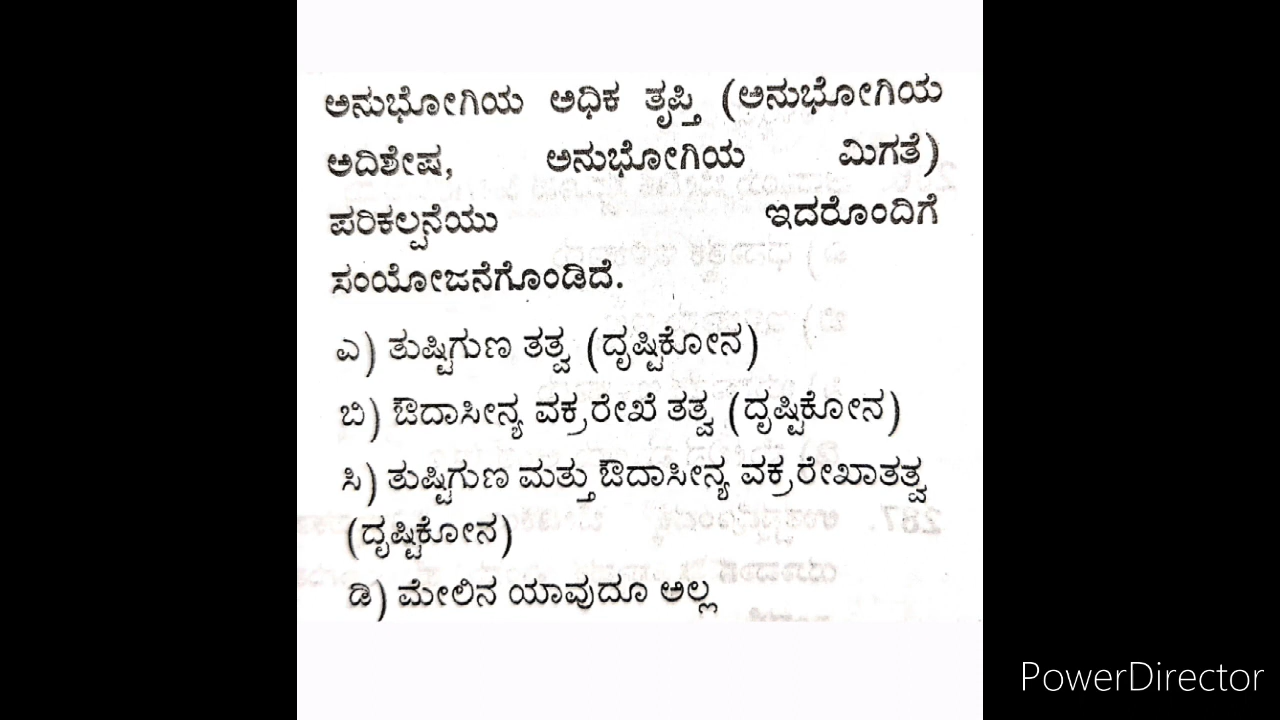 ಅನುಭೋಗಿಯ ಅಧಿಕ ತೃಪ್ತಿ (ಅನುಭೋಗಿಯ
ಅದಿಶೇಷ, ಅನುಭೋಗಿಯ ಮಿಗತೆ)
ಪರಿಕಲ್ಪನೆಯು ಇದರೊಂದಿಗೆ
ಸಂಯೋಜನೆಗೊಂಡಿದೆ.
ಎ) ತುಷ್ಟಿಗುಣ ತತ್ವ (ದೃಷ್ಟಿಕೋನ)
ಬಿ) ಔದಾಸೀನ್ಯ ವಕ್ರರೇಖೆ ತತ್ವ (ದೃಷ್ಟಿಕೋನ)
ಸಿ) ತುಷ್ಟಿಗುಣ ಮತ್ತು ಔದಾಸೀನ್ಯ ವಕ್ರರೇಖಾತತ್ವ
(ದೃಷ್ಟಿಕೋನ)
ಡಿ) ಮೇಲಿನ ಯಾವುದೂ ಅಲ್ಲ
PowerDirector